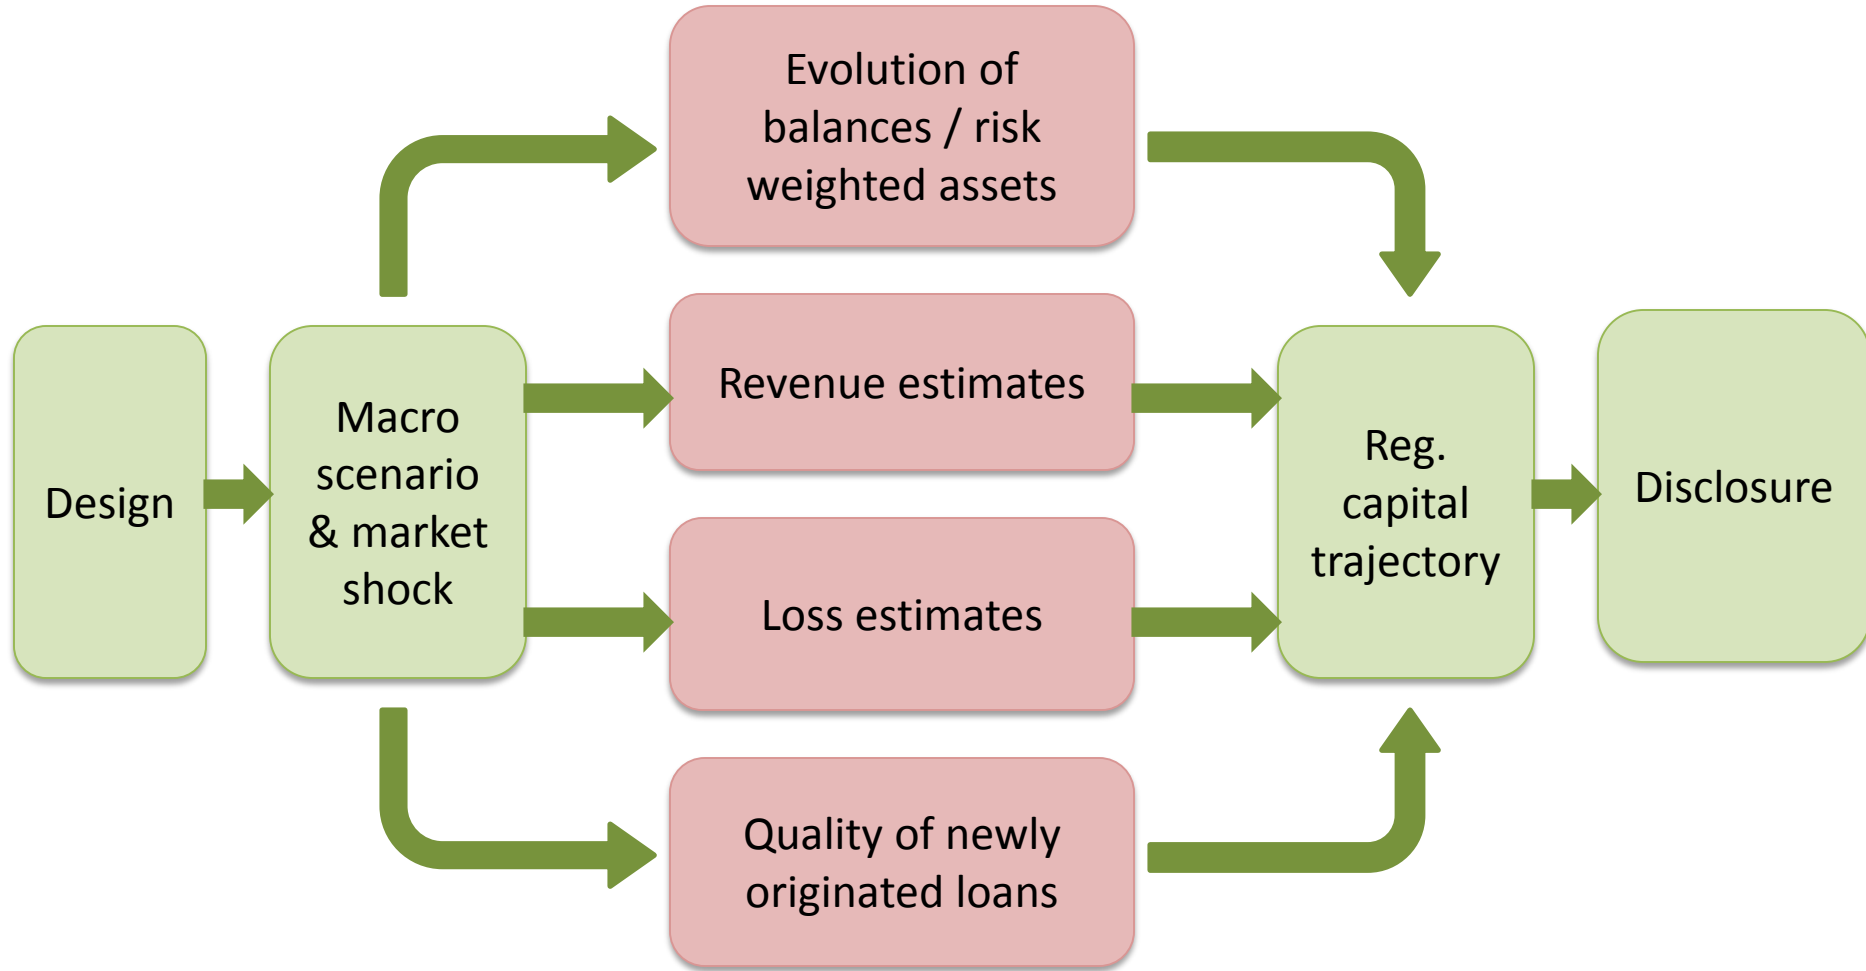 Design
Macro
scenario
& market
shock
Evolution of
balances / risk
weighted assets
Revenue estimates
Loss estimates
Quality of newly
originated loans
Reg.
capital
trajectory
Disclosure